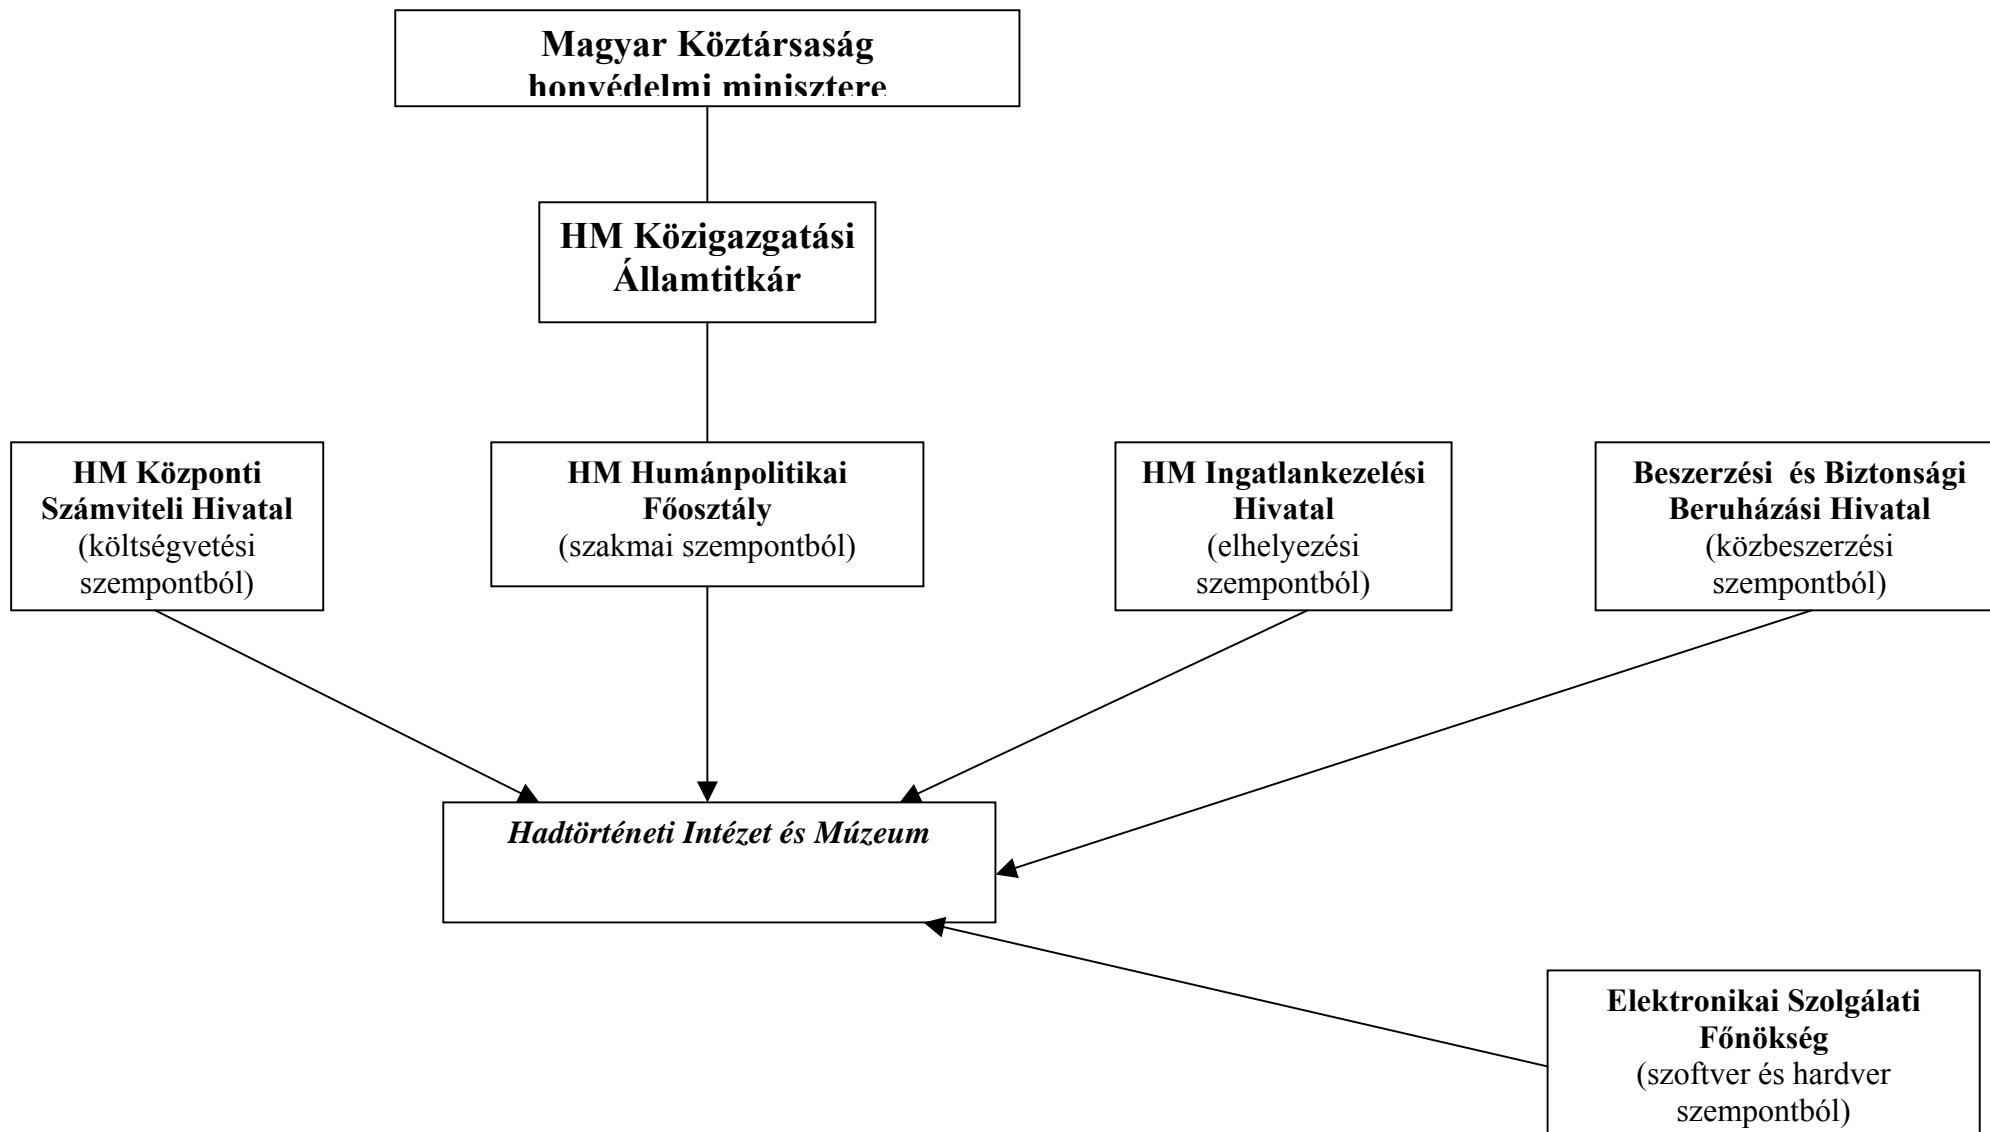 Magyar Köztársaság
honvédelmi minisztere
HM Közigazgatási
Államtitkár
HM Központi
Számviteli Hivatal
(költségvetési
szempontból)
HM Humánpolitikai
Főosztály
(szakmai szempontból)
HM Ingatlankezelési
Hivatal
(elhelyezési
szempontból)
Beszerzési és Biztonsági
Beruházási Hivatal
(közbeszerzési
szempontból)
Hadtörténeti Intézet és Múzeum
Elektronikai Szolgálati
Főnökség
(szoftver és hardver
szempontból)